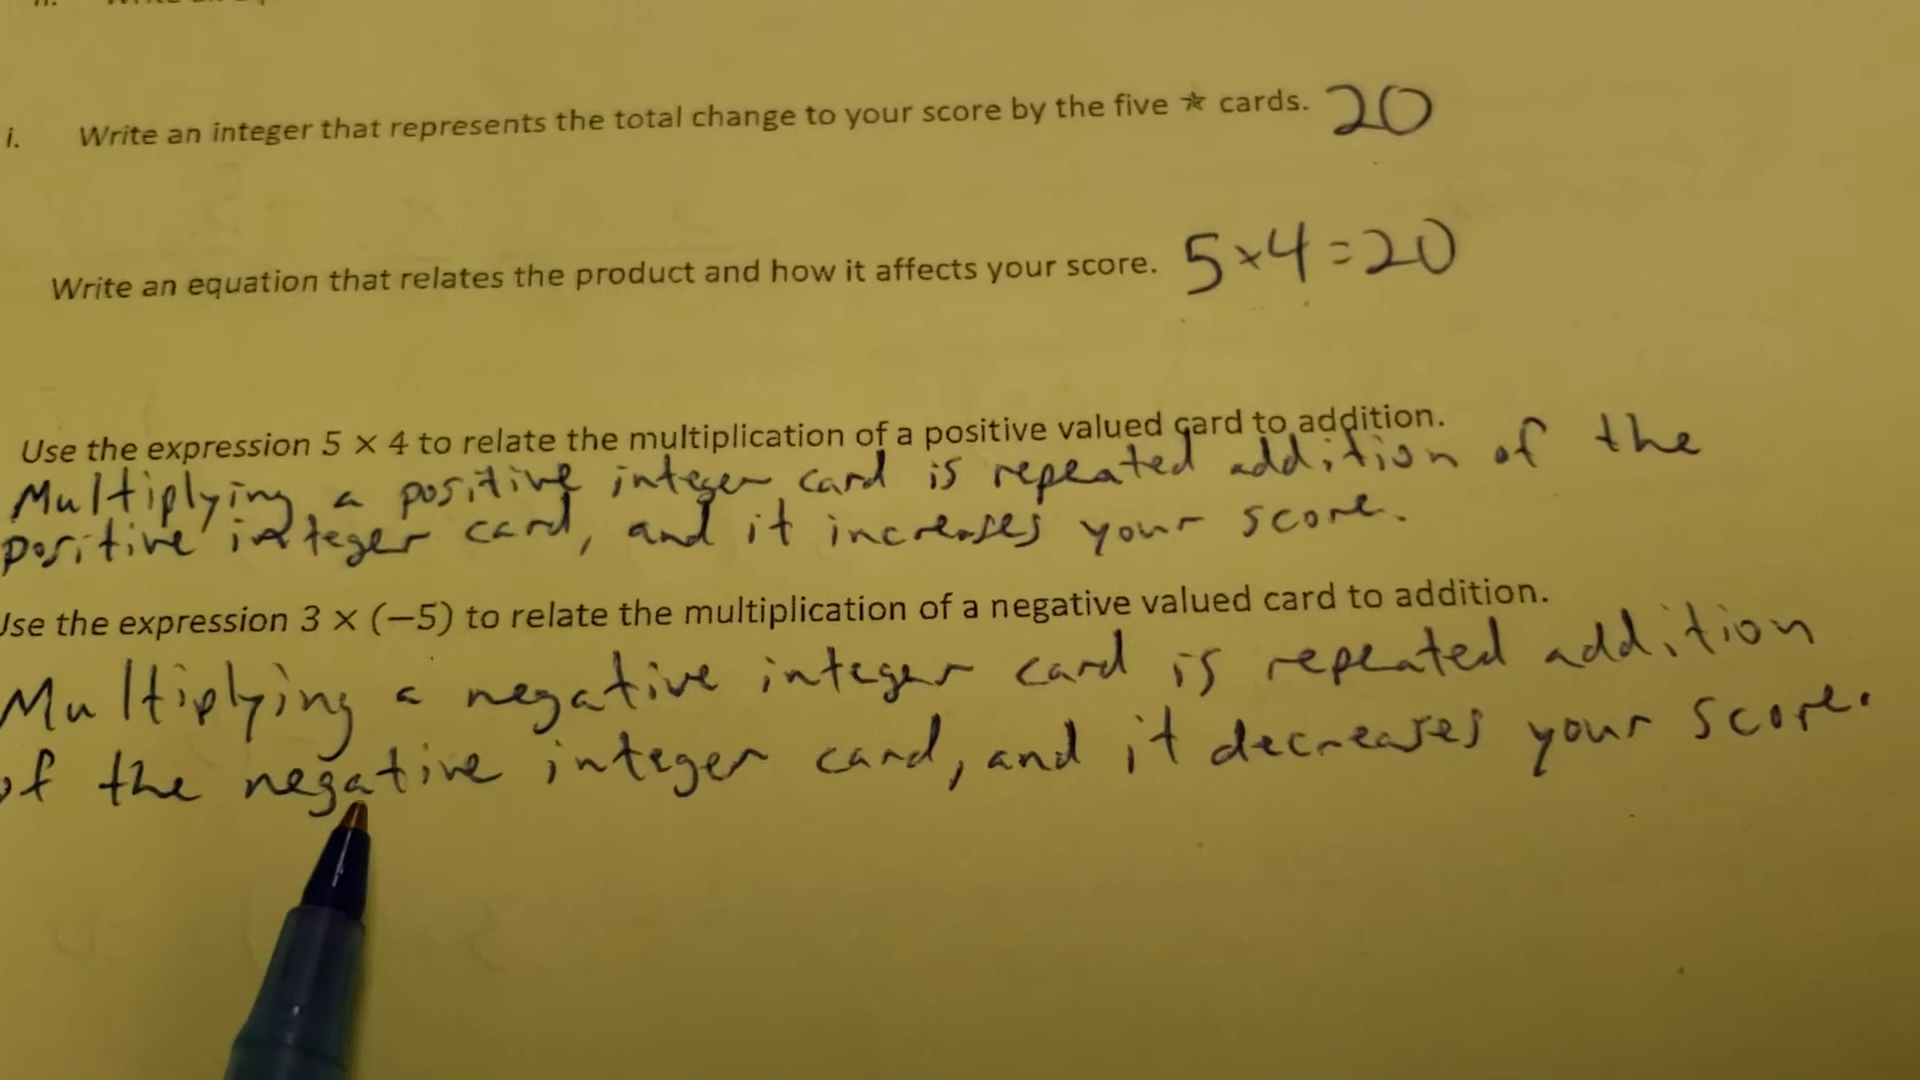 i. Write an integer that represents the total change to your score by the five ☆ cards. 20
Write an equation that relates the product and how it affects your score. 5×4=20
Use the expression 5 × 4 to relate the multiplication of a positive valued card to addition.
Multiplying a positive integer card is repeated addition of the
positive integer card, and it increases your score.
Use the expression 3 × (−5) to relate the multiplication of a negative valued card to addition.
Multiplying a negative integer card is repeated addition
of the negative integer card, and it decreases your score.